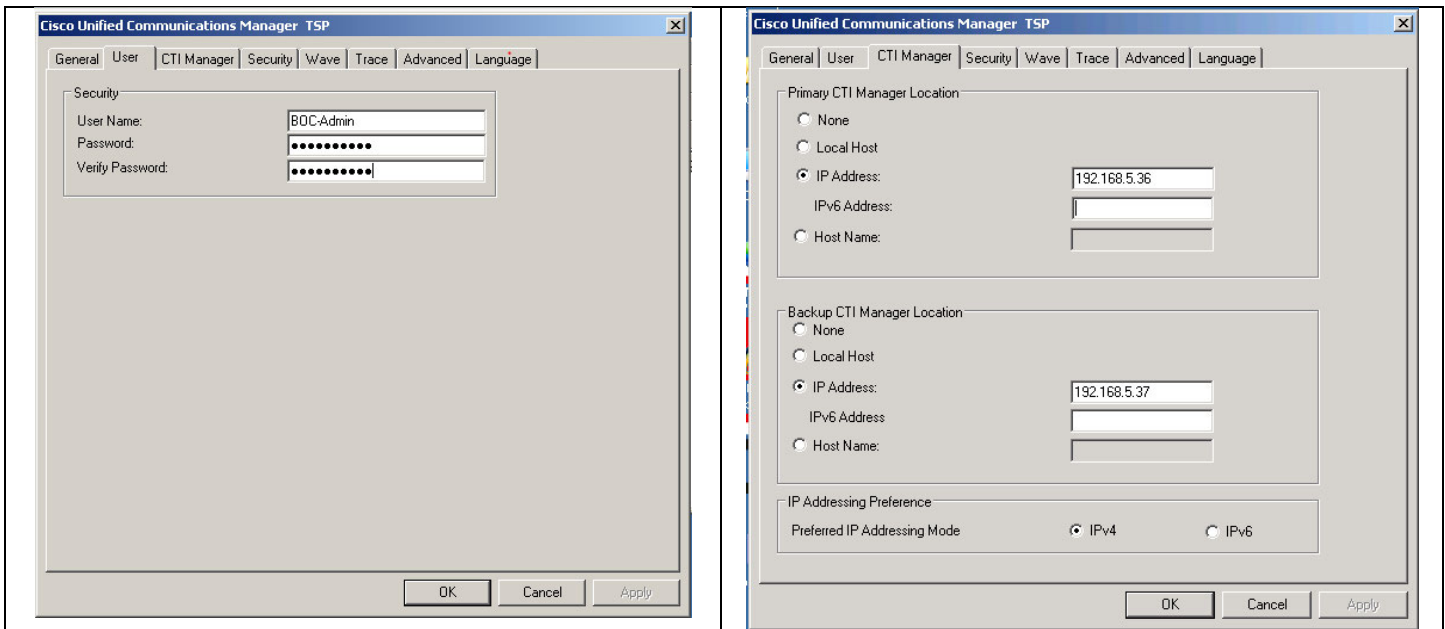 Cisco Unified Communications Manager TSP
General User CTI Manager Security Wave Trace Advanced Language
Security
User Name: BOC-Admin
Password: ●●●●●●●●●●
Verify Password: ●●●●●●●●●●
OK Cancel Apply
Cisco Unified Communications Manager TSP
General User CTI Manager Security Wave Trace Advanced Language
Primary CTI Manager Location
None
Local Host
IP Address: 192.168.5.36
IPv6 Address:
Host Name:
Backup CTI Manager Location
None
Local Host
IP Address: 192.168.5.37
IPv6 Address
Host Name:
IP Addressing Preference
Preferred IP Addressing Mode IPv4 IPv6
OK Cancel Apply